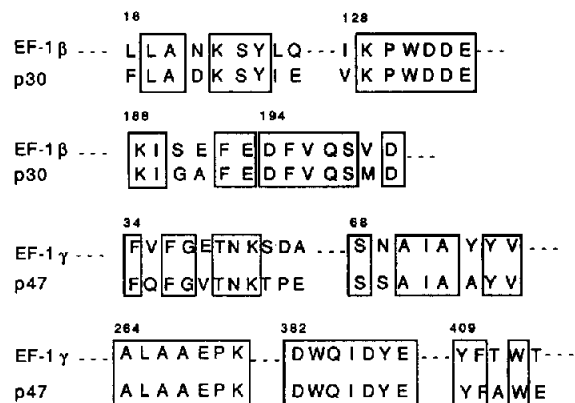 18 128
EF-1β --- L L A N K S Y L Q --- I K P W D D E ---
p30 F L A D K S Y I E V K P W D D E
188 194
EF-1β --- K I S E F E D F V Q S V D ---
p30 K I G A F E D F V Q S M D
34 68
EF-1γ --- F V F G E T N K S D A --- S N A I A Y Y V ---
p47 F Q F G V T N K T P E S S A I A A Y V
264 382 409
EF-1γ --- A L A A E P K --- D W Q I D Y E --- Y F T W T ---
p47 A L A A E P K D W Q I D Y E Y F A W E